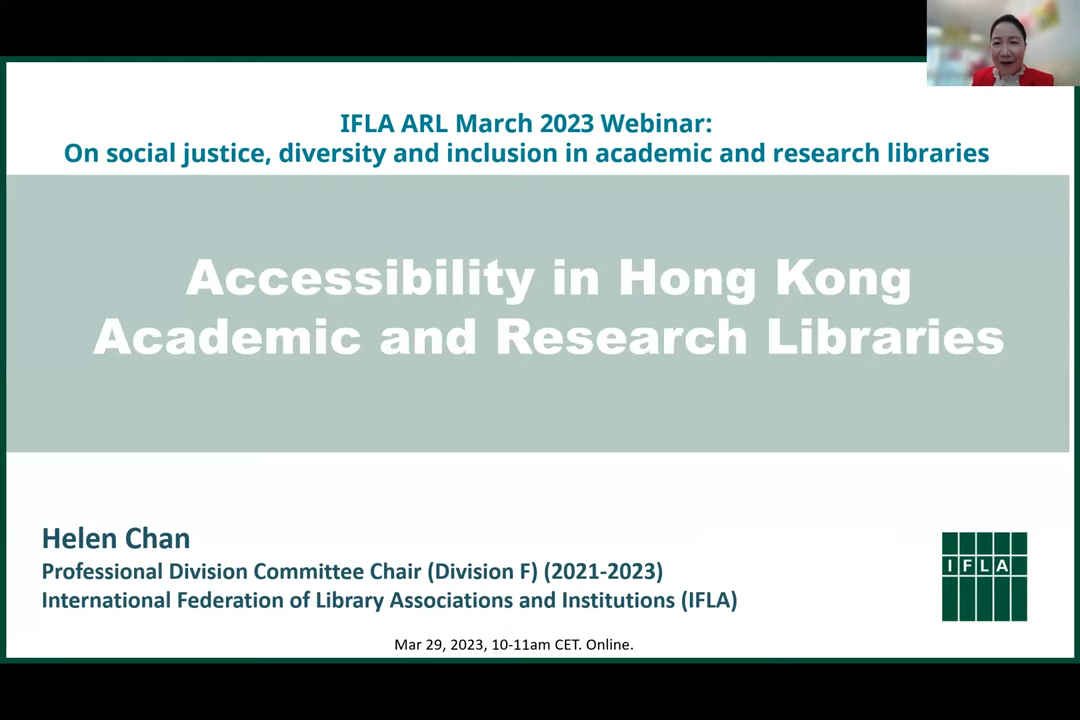 IFLA ARL March 2023 Webinar:
On social justice, diversity and inclusion in academic and research libraries
Accessibility in Hong Kong
Academic and Research Libraries
Helen Chan
Professional Division Committee Chair (Division F) (2021-2023)
International Federation of Library Associations and Institutions (IFLA)
IFLA
Mar 29, 2023, 10-11am CET. Online.